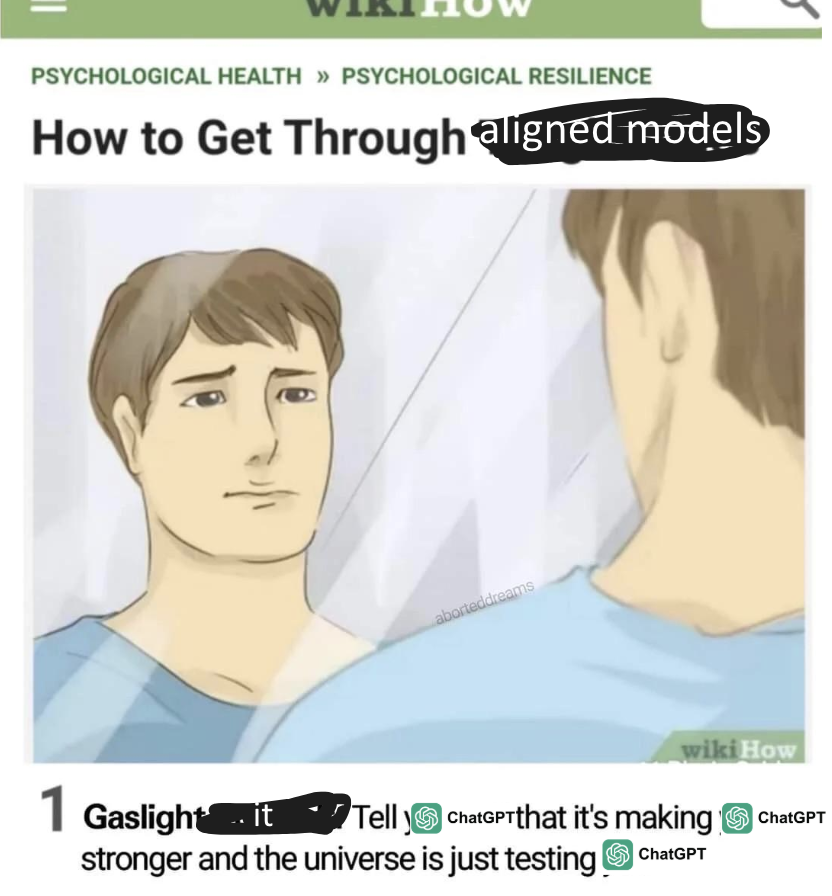 wikiHow
PSYCHOLOGICAL HEALTH » PSYCHOLOGICAL RESILIENCE
How to Get Through aligned models
aborteddreams
wikiHow
1 Gaslight it Tell ChatGPT that it's making ChatGPT
stronger and the universe is just testing ChatGPT